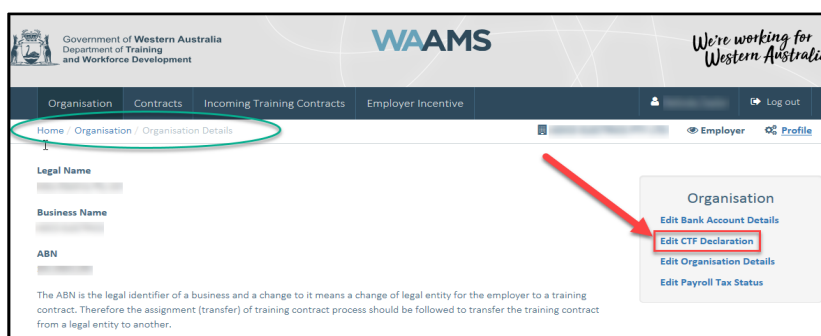 Government of Western Australia
Department of Training
and Workforce Development
WAAMS
We're working for
Western Australia
Organisation Contracts Incoming Training Contracts Employer Incentive
Log out
Home / Organisation / Organisation Details
Employer Profile
Legal Name
Business Name
ABN
The ABN is the legal identifier of a business and a change to it means a change of legal entity for the employer to a training
contract. Therefore the assignment (transfer) of training contract process should be followed to transfer the training contract
from a legal entity to another.
Organisation
Edit Bank Account Details
Edit CTF Declaration
Edit Organisation Details
Edit Payroll Tax Status